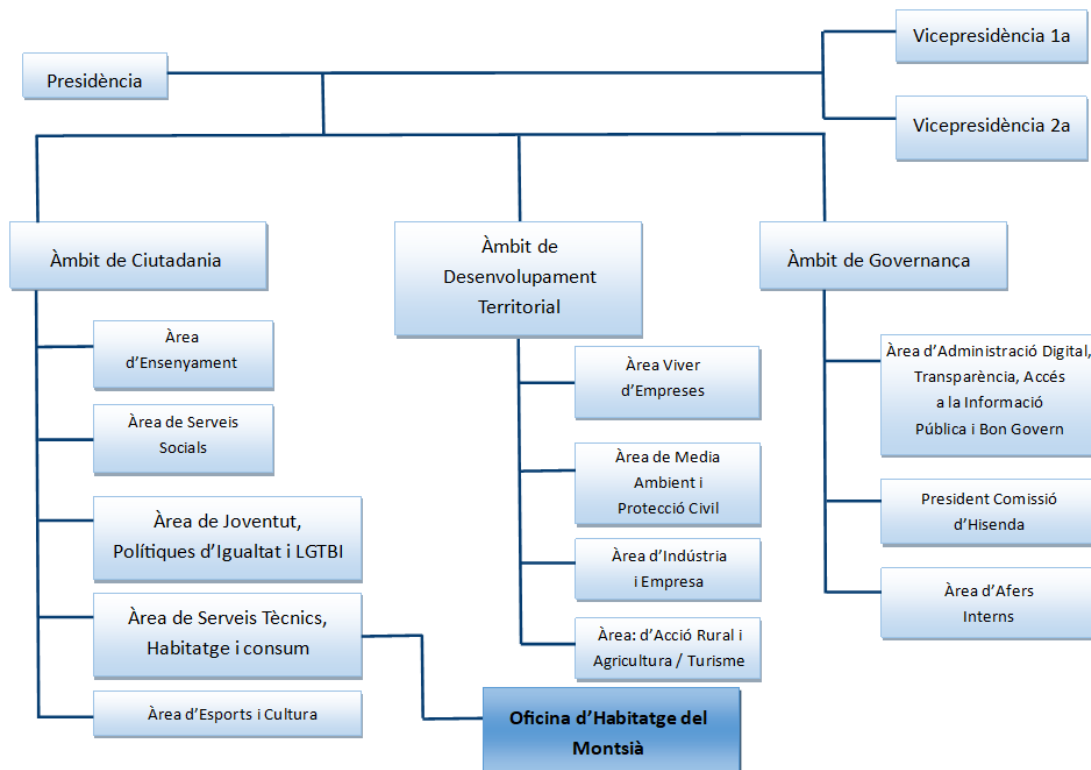 Presidència
Vicepresidència 1a
Vicepresidència 2a
Àmbit de Ciutadania
Àrea
d’Ensenyament
Àrea de Serveis
Socials
Àrea de Joventut,
Polítiques d’Igualtat i LGTBI
Àrea de Serveis Tècnics,
Habitatge i consum
Àrea d’Esports i Cultura
Oficina d’Habitatge del
Montsià
Àmbit de
Desenvolupament
Territorial
Àrea Viver
d’Empreses
Àrea de Media
Ambient i
Protecció Civil
Àrea d’Indústria
i Empresa
Àrea: d’Acció Rural i
Agricultura / Turisme
Àmbit de Governança
Àrea d’Administració Digital,
Transparència, Accés
a la Informació
Pública i Bon Govern
President Comissió
d’Hisenda
Àrea d’Afers
Interns